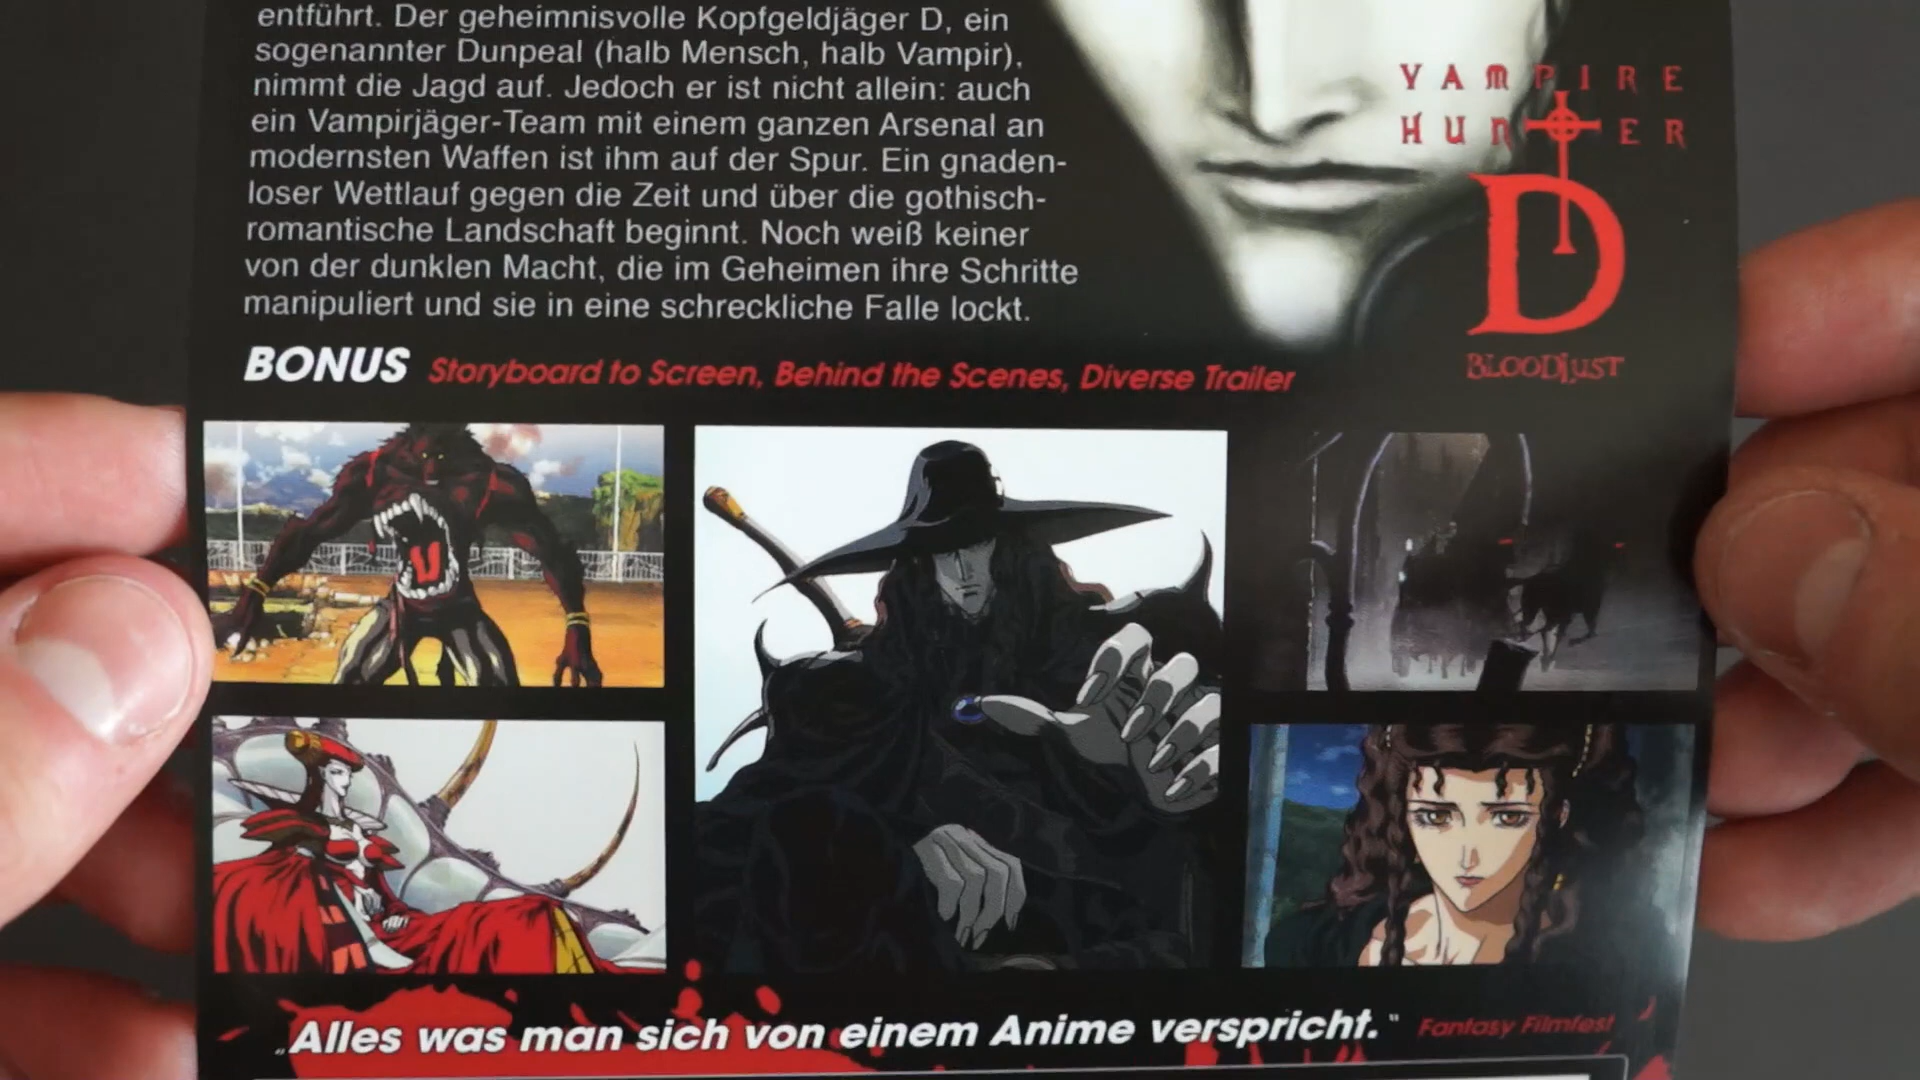 entführt. Der geheimnisvolle Kopfgeldjäger D, ein
sogenannter Dunpeal (halb Mensch, halb Vampir),
nimmt die Jagd auf. Jedoch er ist nicht allein: auch
ein Vampirjäger-Team mit einem ganzen Arsenal an
modernsten Waffen ist ihm auf der Spur. Ein gnaden-
loser Wettlauf gegen die Zeit und über die gothisch-
romantische Landschaft beginnt. Noch weiß keiner
von der dunklen Macht, die im Geheimen ihre Schritte
manipuliert und sie in eine schreckliche Falle lockt.
VAMPIRE
HUNTER
D
BLOODLUST
BONUS Storyboard to Screen, Behind the Scenes, Diverse Trailer
„Alles was man sich von einem Anime verspricht.“ Fantasy Filmfest